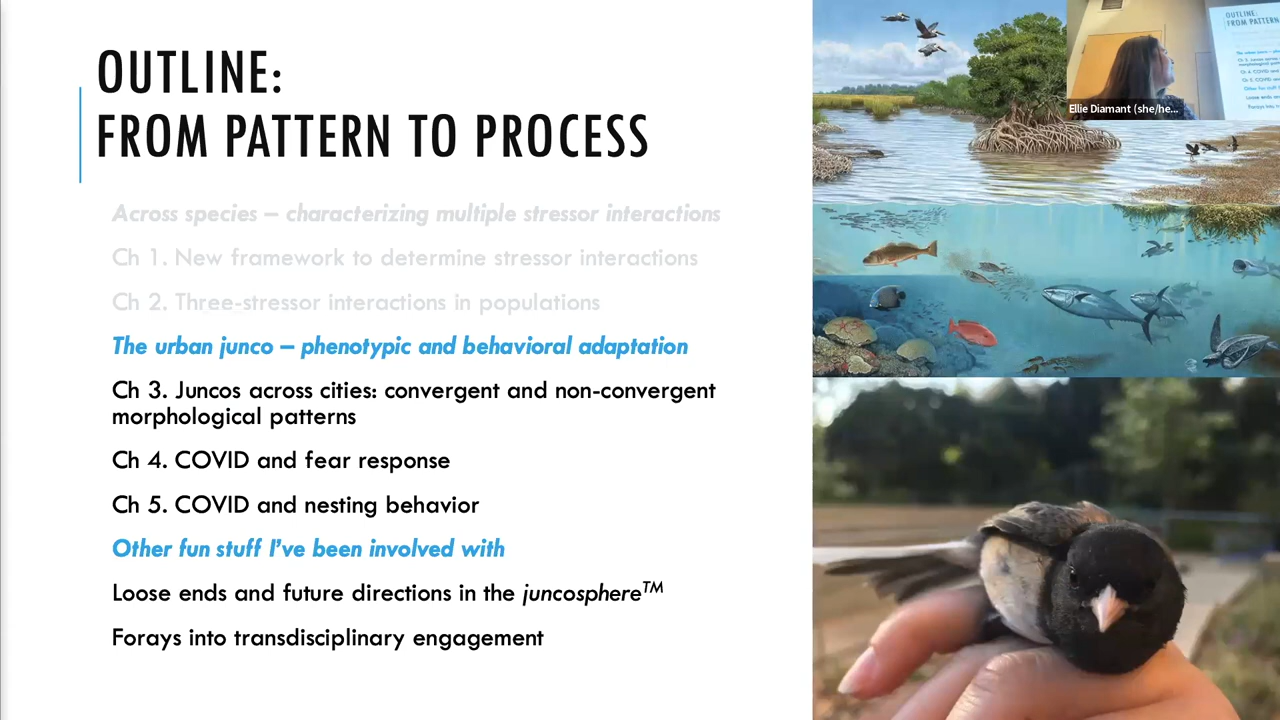 OUTLINE:
FROM PATTERN TO PROCESS
Across species – characterizing multiple stressor interactions
Ch 1. New framework to determine stressor interactions
Ch 2. Three-stressor interactions in populations
The urban junco – phenotypic and behavioral adaptation
Ch 3. Juncos across cities: convergent and non-convergent
morphological patterns
Ch 4. COVID and fear response
Ch 5. COVID and nesting behavior
Other fun stuff I've been involved with
Loose ends and future directions in the juncosphere™
Forays into transdisciplinary engagement
Ellie Diamant (she/he...
OUTLINE: